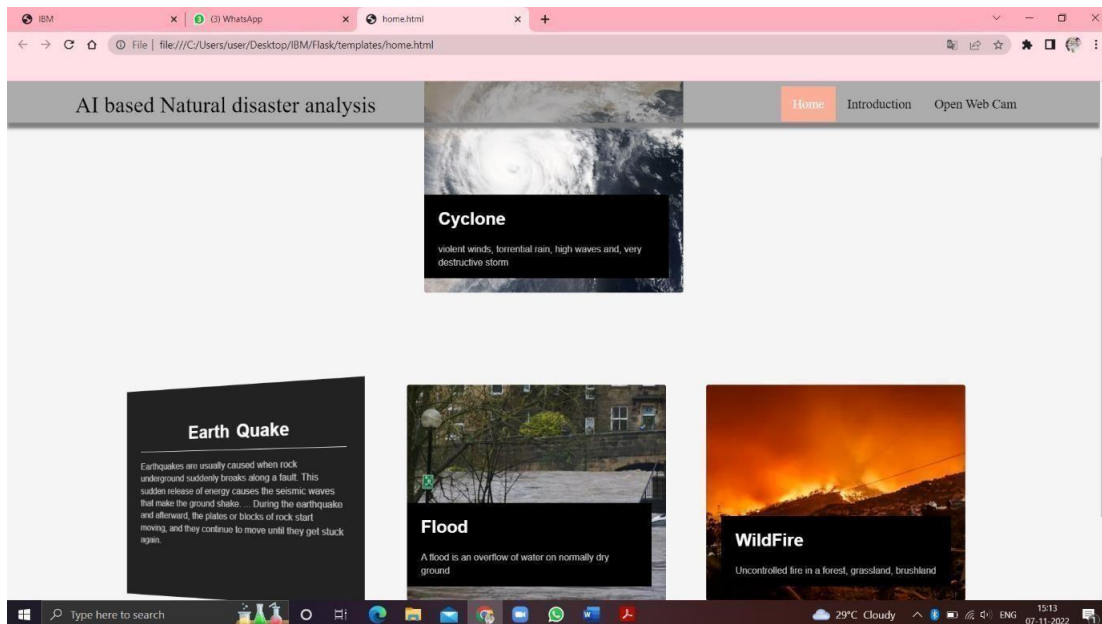 IBM
(3) WhatsApp
home.html
File | file:///C:/Users/user/Desktop/IBM/Flask/templates/home.html
AI based Natural disaster analysis
Home Introduction Open Web Cam
Cyclone
violent winds, torrential rain, high waves and, very
destructive storm
Earth Quake
Earthquakes are usually caused when rock
underground suddenly breaks along a fault. This
sudden release of energy causes the seismic waves
that make the ground shake. ... During the earthquake
and afterward, the plates or blocks of rock start
moving, and they continue to move until they get stuck
again.
Flood
A flood is an overflow of water on normally dry
ground
WildFire
Uncontrolled fire in a forest, grassland, brushland
Type here to search
29°C Cloudy
ENG
15:13
07-11-2022